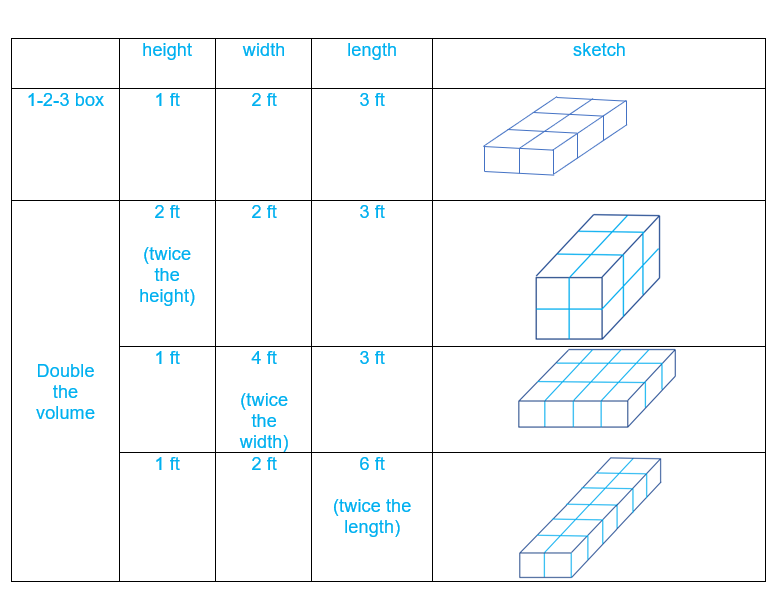 height width length sketch
1-2-3 box 1 ft 2 ft 3 ft
Double
the
volume
2 ft 2 ft 3 ft
(twice
the
height)
1 ft 4 ft 3 ft
(twice
the
width)
1 ft 2 ft 6 ft
(twice the
length)